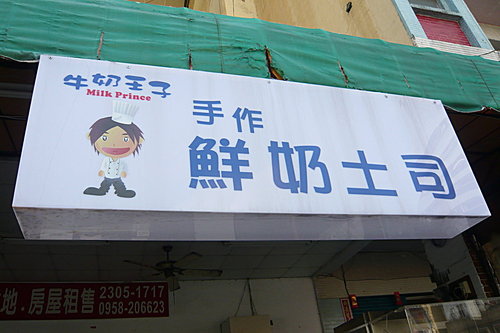 牛奶王子
Milk Prince
手作
鮮奶土司
地.房屋租售 2305-1717
0958-206623